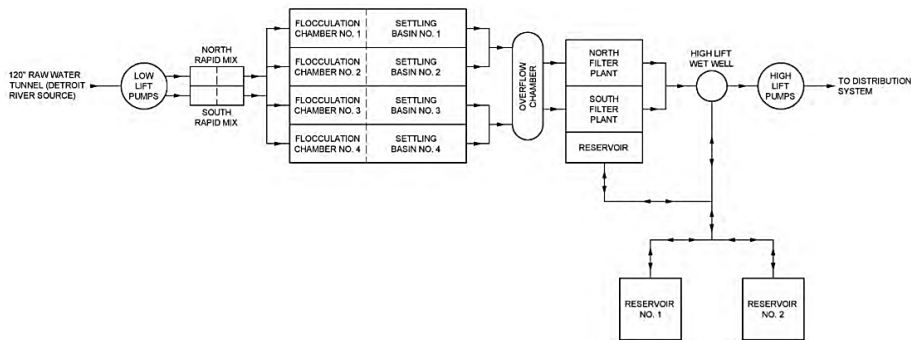 120" RAW WATER
TUNNEL (DETROIT
RIVER SOURCE)
LOW
LIFT
PUMPS
NORTH
RAPID MIX
SOUTH
RAPID MIX
FLOCCULATION
CHAMBER NO. 1
SETTLING
BASIN NO. 1
FLOCCULATION
CHAMBER NO. 2
SETTLING
BASIN NO. 2
FLOCCULATION
CHAMBER NO. 3
SETTLING
BASIN NO. 3
FLOCCULATION
CHAMBER NO. 4
SETTLING
BASIN NO. 4
OVERFLOW
CHAMBER
NORTH
FILTER
PLANT
SOUTH
FILTER
PLANT
RESERVOIR
HIGH LIFT
WET WELL
HIGH
LIFT
PUMPS
TO DISTRIBUTION
SYSTEM
RESERVOIR
NO. 1
RESERVOIR
NO. 2